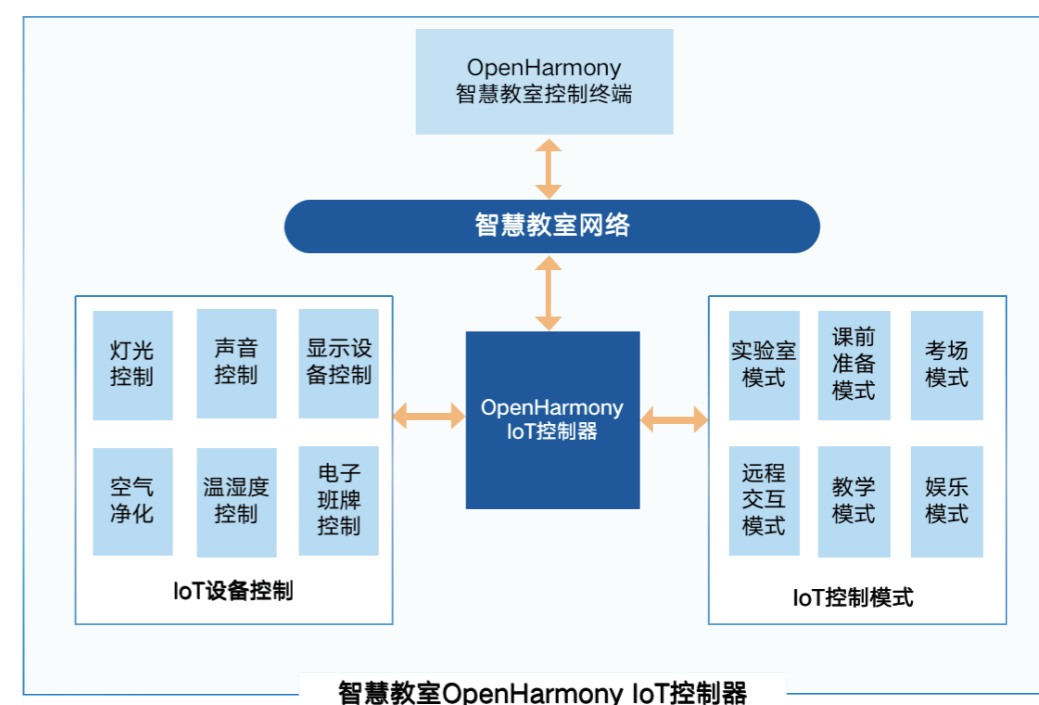 OpenHarmony
智慧教室控制终端
智慧教室网络
灯光
控制
声音
控制
显示设
备控制
空气
净化
温湿度
控制
电子
班牌
控制
IoT设备控制
OpenHarmony
IoT控制器
实验室
模式
课前
准备
模式
考场
模式
远程
交互
模式
教学
模式
娱乐
模式
IoT控制模式
智慧教室OpenHarmony IoT控制器